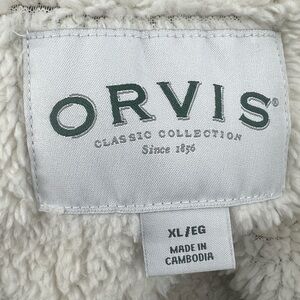 ORVIS®
CLASSIC COLLECTION
Since 1856
XL/EG
MADE IN
CAMBODIA